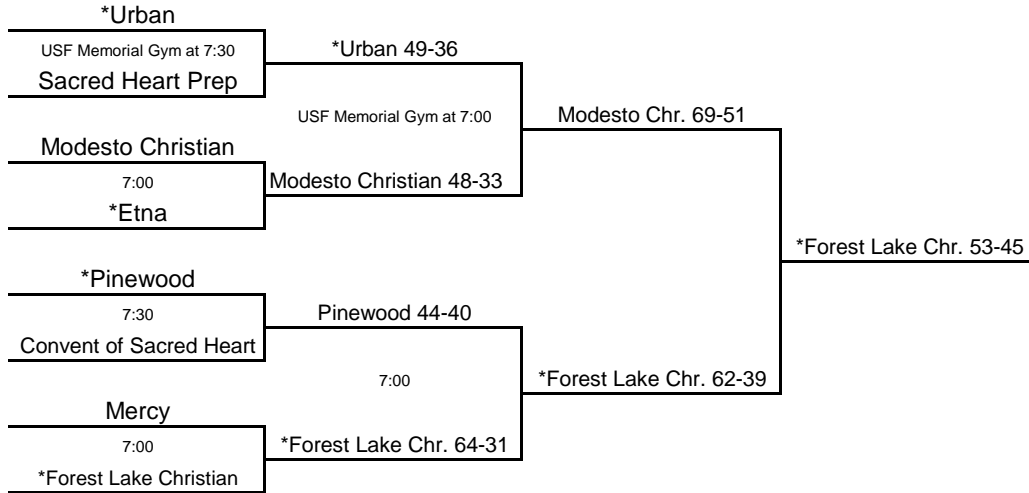 *Urban
USF Memorial Gym at 7:30
Sacred Heart Prep
*Urban 49-36
USF Memorial Gym at 7:00
Modesto Chr. 69-51
Modesto Christian
7:00
*Etna
Modesto Christian 48-33
*Forest Lake Chr. 53-45
*Pinewood
7:30
Convent of Sacred Heart
Pinewood 44-40
7:00
*Forest Lake Chr. 62-39
Mercy
7:00
*Forest Lake Christian
*Forest Lake Chr. 64-31